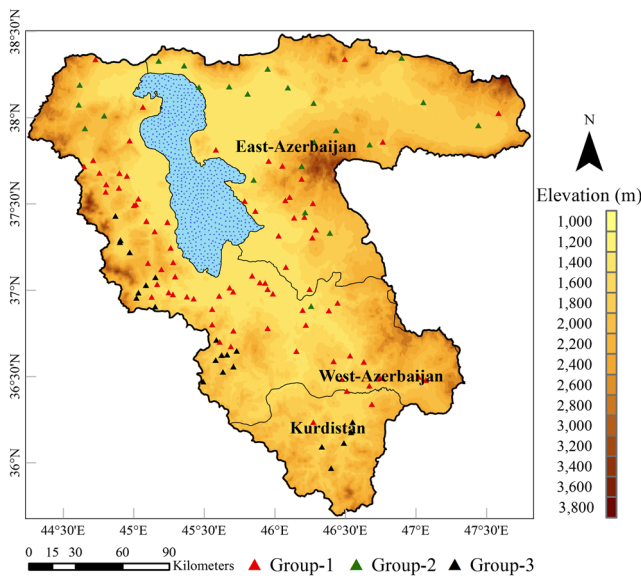 38°30'N
38°N
37°30'N
37°N
36°30'N
36°N
East-Azerbaijan
West-Azerbaijan
Kurdistan
44°30'E
45°E
45.5°E
46°E
46.5°E
47°E
47.5°E
N
Elevation (m)
1,000
1,200
1,400
1,600
1,800
2,000
2,200
2,400
2,600
2,800
3,000
3,200
3,400
3,600
3,800
0 15 30 60 90
Kilometers
Group-1 Group-2 Group-3